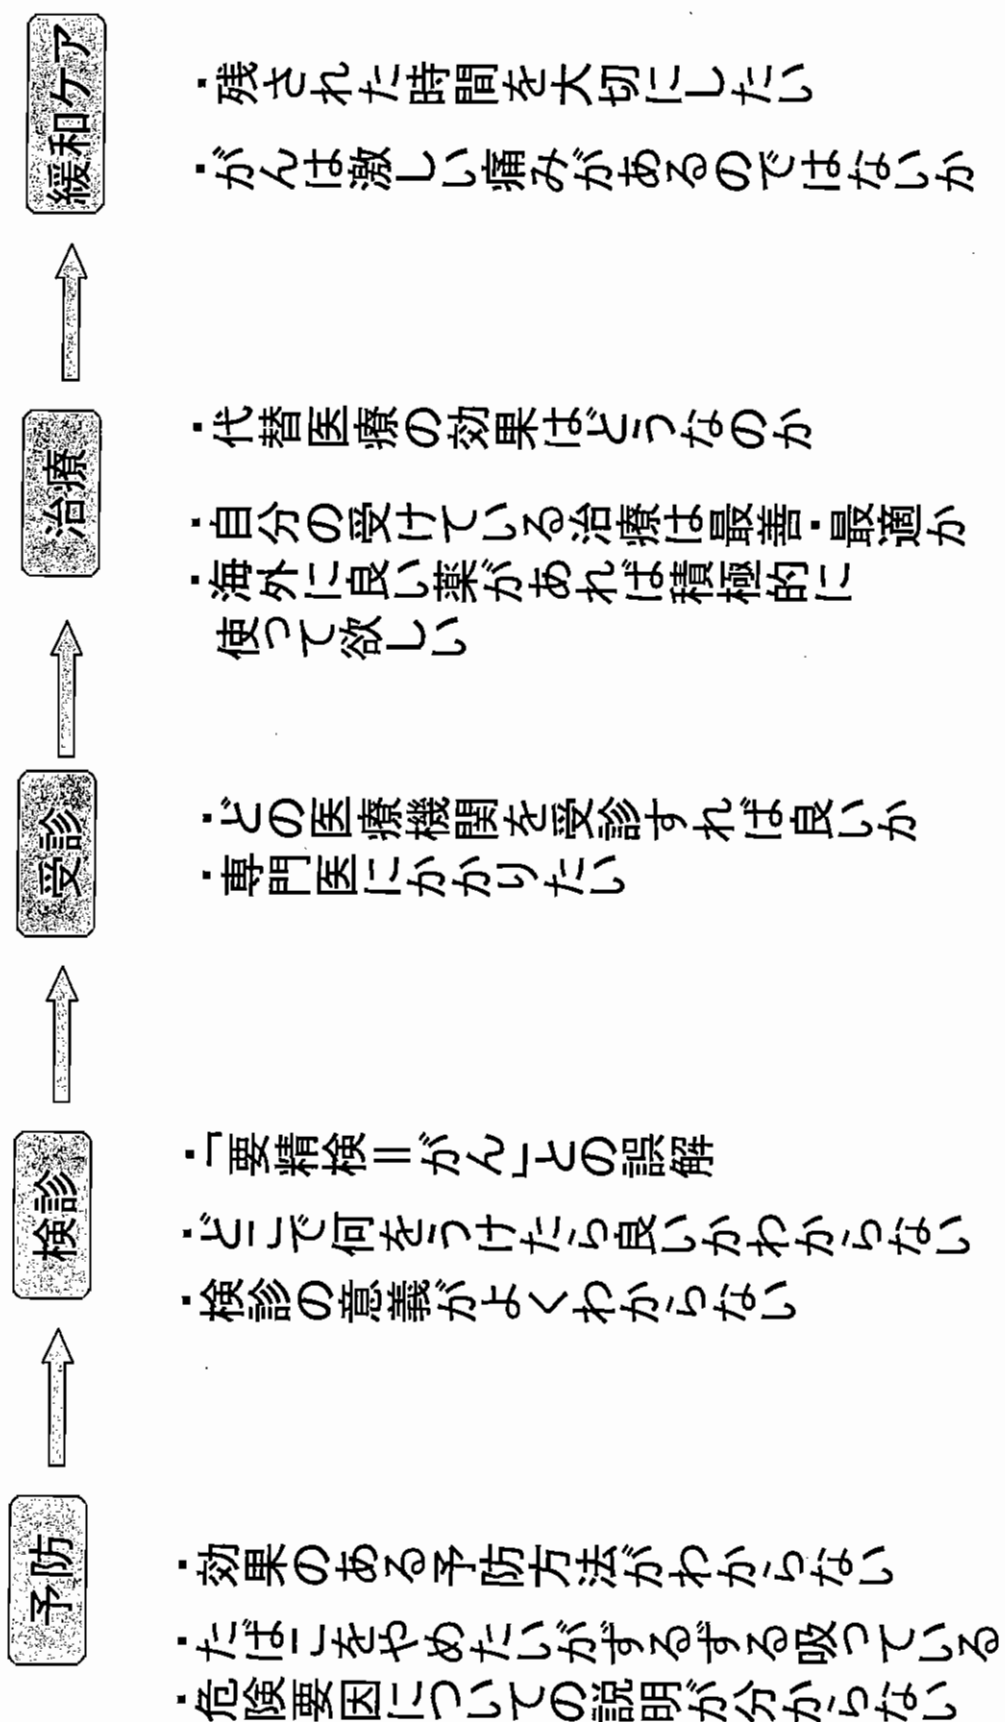 予防
・効果のある予防方法がわからない
・たばこをやめたいがずるずる吸っている
・危険要因についての説明が分からない
検診
・「要精検＝がん」との誤解
・どこで何をうけたら良いかわからない
・検診の意義がよくわからない
受診
・どの医療機関を受診すれば良いか
・専門医にかかりたい
治療
・代替医療の効果はどうなのか
・自分の受けている治療は最善・最適か
・海外に良い薬があれば積極的に
使って欲しい
緩和ケア
・残された時間を大切にしたい
・がんは激しい痛みがあるのではないか